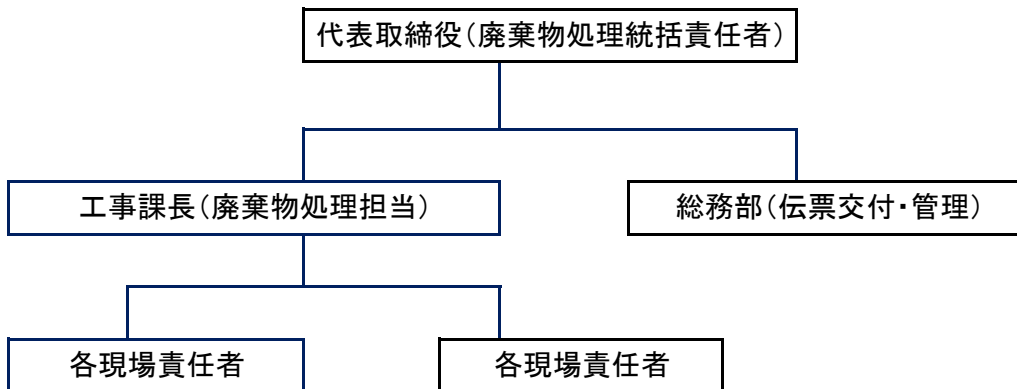 代表取締役(廃棄物処理統括責任者)
工事課長(廃棄物処理担当)
総務部(伝票交付・管理)
各現場責任者
各現場責任者